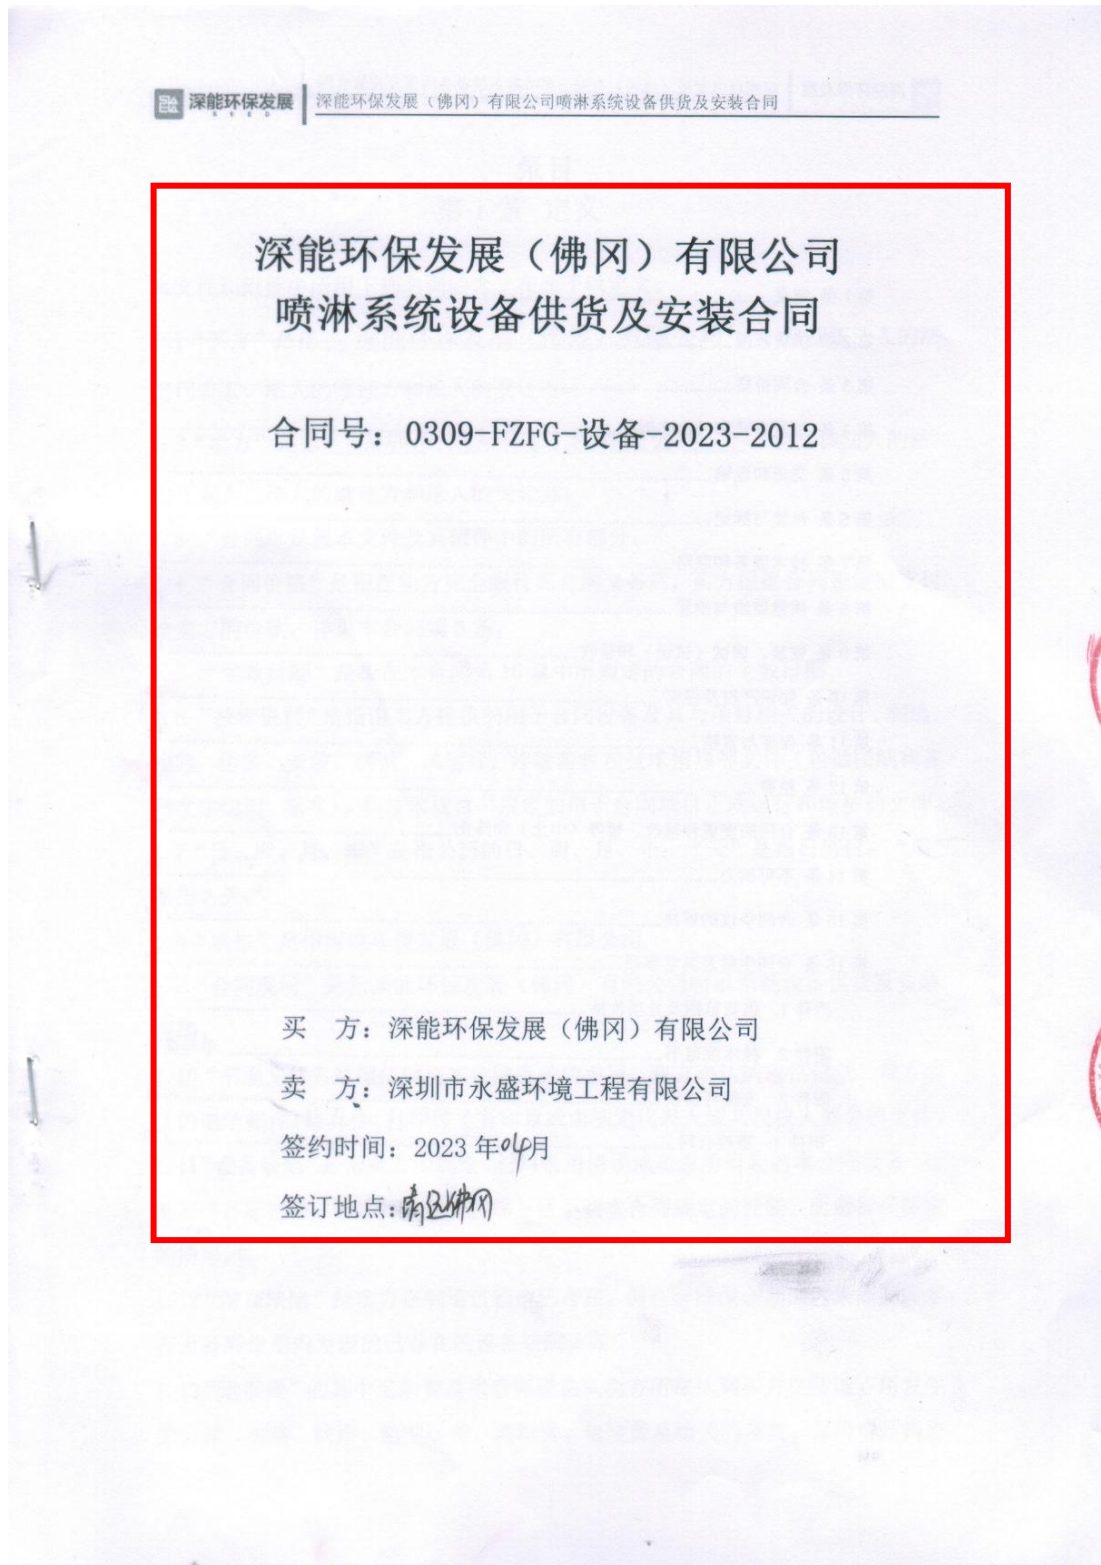 深能环保发展
SEED
深能环保发展（佛冈）有限公司喷淋系统设备供货及安装合同
深能环保发展（佛冈）有限公司
喷淋系统设备供货及安装合同
合同号：0309-FZFG-设备-2023-2012
买　方：深能环保发展（佛冈）有限公司
卖　方：深圳市永盛环境工程有限公司
签约时间：2023 年04月
签订地点：清远佛冈